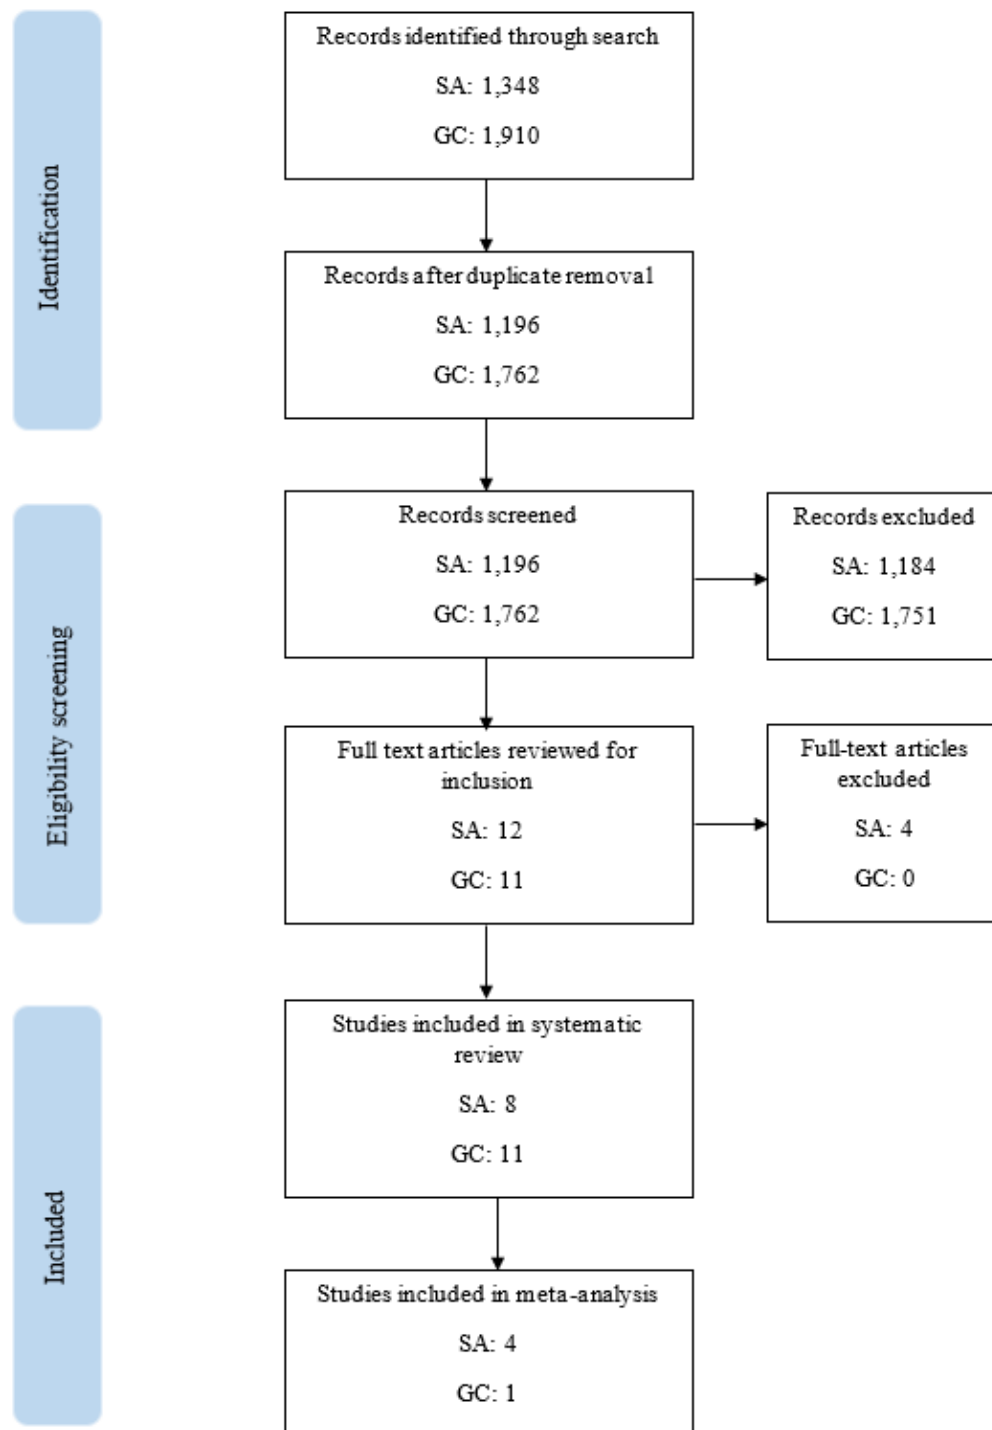 Identification
Records identified through search
SA: 1,348
GC: 1,910
Records after duplicate removal
SA: 1,196
GC: 1,762
Eligibility screening
Records screened
SA: 1,196
GC: 1,762
Records excluded
SA: 1,184
GC: 1,751
Full text articles reviewed for
inclusion
SA: 12
GC: 11
Full-text articles
excluded
SA: 4
GC: 0
Included
Studies included in systematic
review
SA: 8
GC: 11
Studies included in meta-analysis
SA: 4
GC: 1